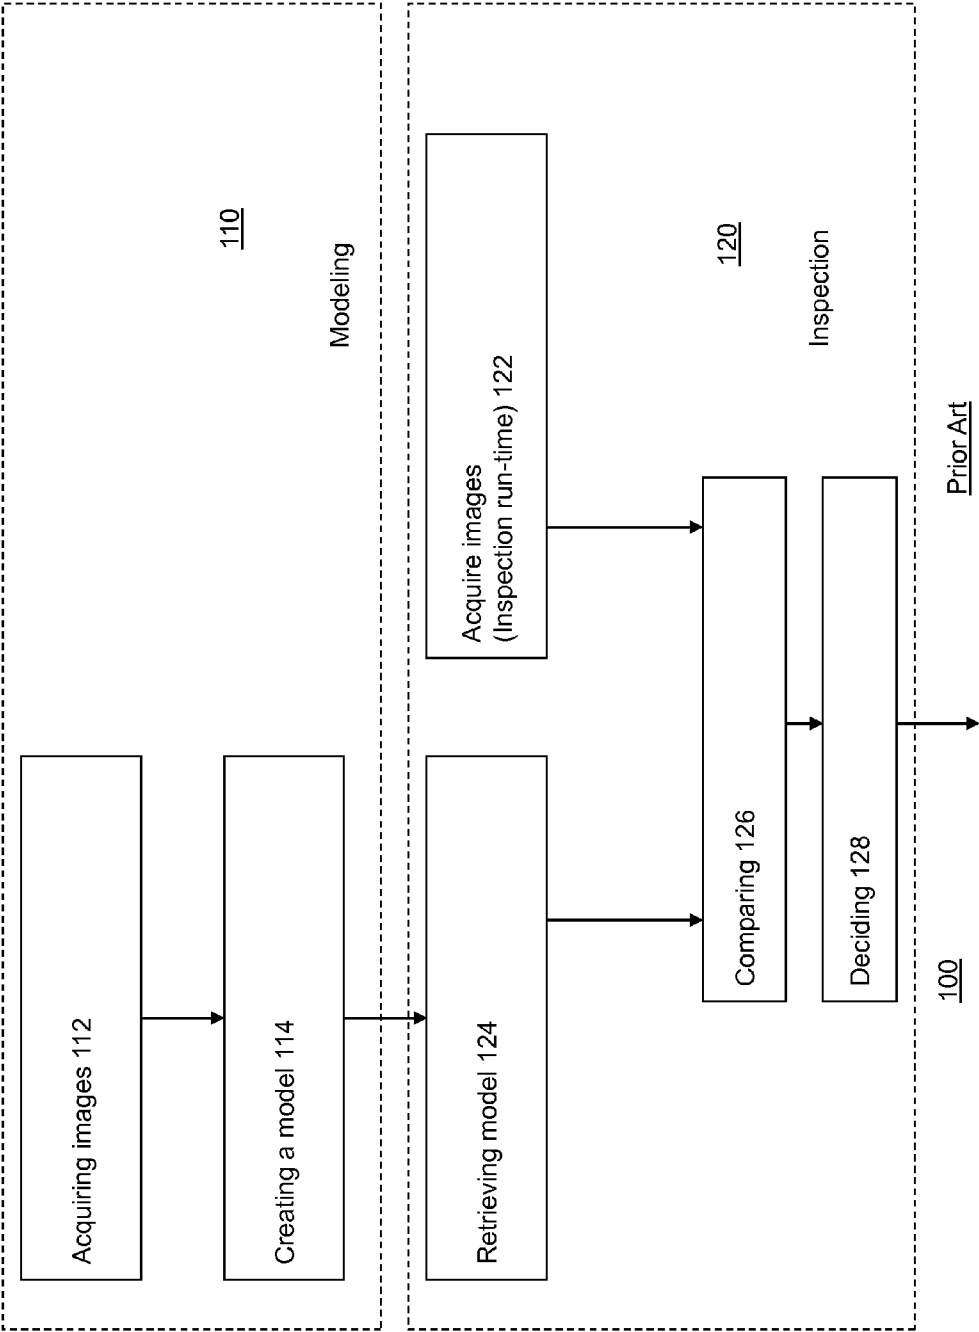 Acquiring images 112
110
Creating a model 114
Modeling
Retrieving model 124
Acquire images
(Inspection run-time) 122
Comparing 126
120
Inspection
Deciding 128
100
Prior Art